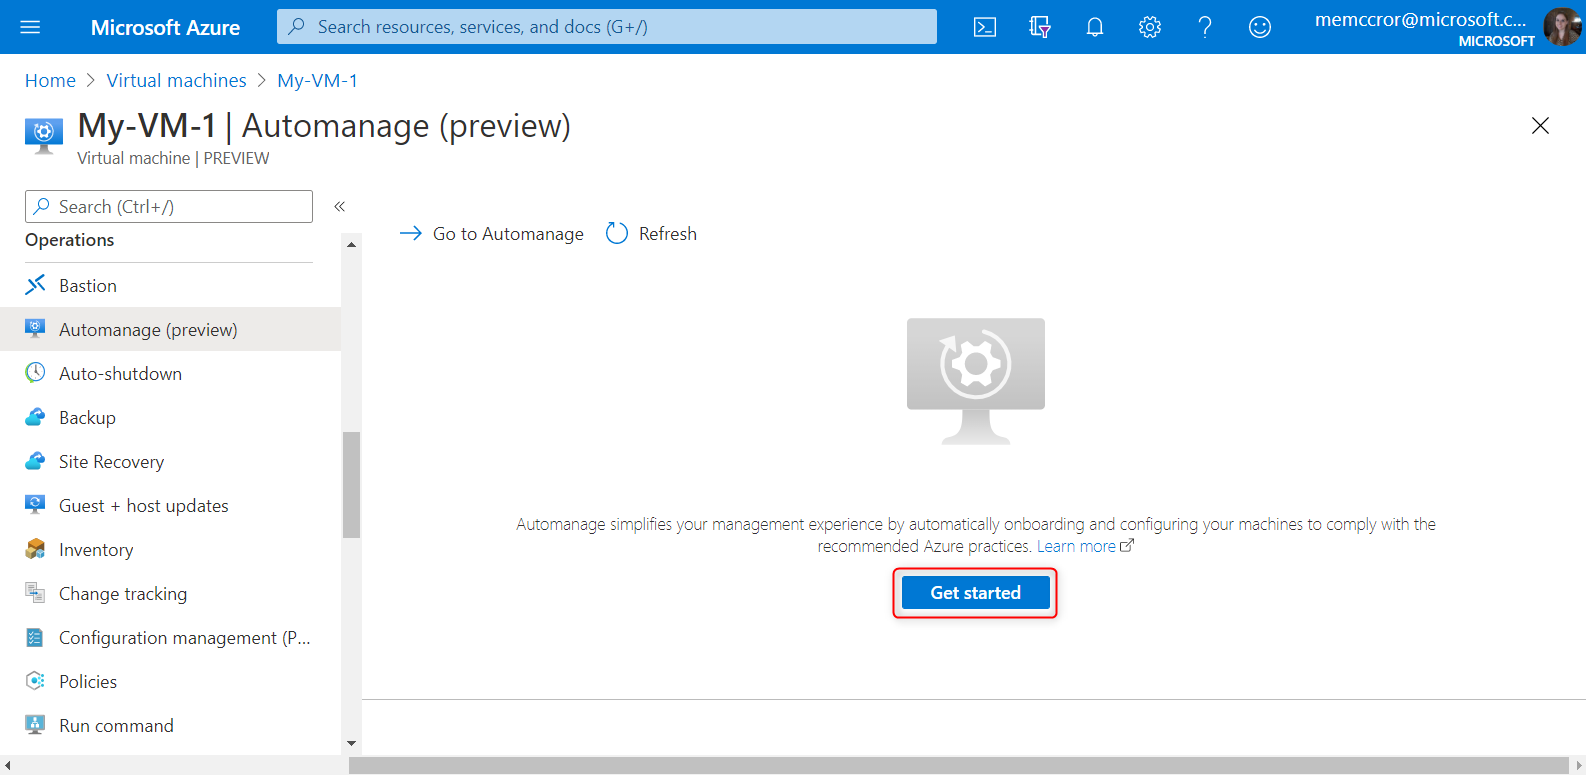 Microsoft Azure
Search resources, services, and docs (G+/)
memccror@microsoft.c...
MICROSOFT
Home > Virtual machines > My-VM-1
My-VM-1 | Automanage (preview)
Virtual machine | PREVIEW
Search (Ctrl+/)
«
Go to Automanage
Refresh
Operations
Bastion
Automanage (preview)
Auto-shutdown
Backup
Site Recovery
Guest + host updates
Inventory
Change tracking
Configuration management (P...
Policies
Run command
Automanage simplifies your management experience by automatically onboarding and configuring your machines to comply with the
recommended Azure practices. Learn more
Get started